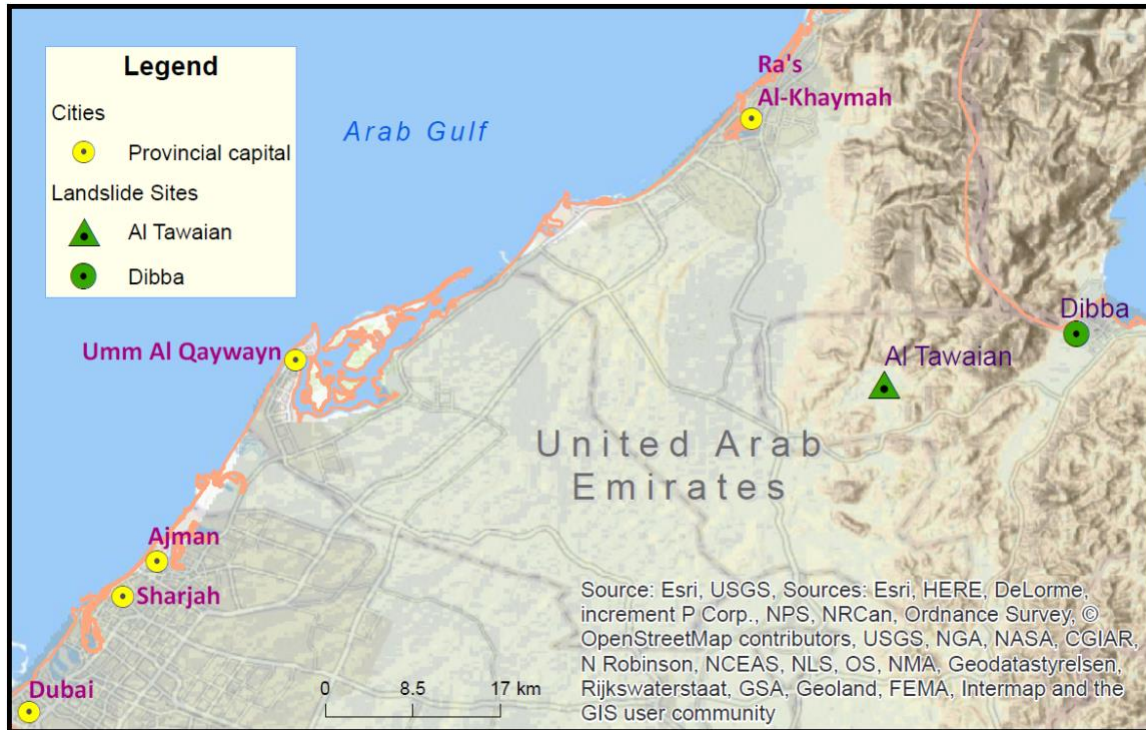 Legend
Cities
Provincial capital
Landslide Sites
Al Tawaian
Dibba
Arab Gulf
Ra's
Al-Khaymah
Umm Al Qaywayn
Dibba
Al Tawaian
United Arab
Emirates
Ajman
Sharjah
Dubai
0 8.5 17 km
Source: Esri, USGS, Sources: Esri, HERE, DeLorme,
increment P Corp., NPS, NRCan, Ordnance Survey, ©
OpenStreetMap contributors, USGS, NGA, NASA, CGIAR,
N Robinson, NCEAS, NLS, OS, NMA, Geodatastyrelsen,
Rijkswaterstaat, GSA, Geoland, FEMA, Intermap and the
GIS user community